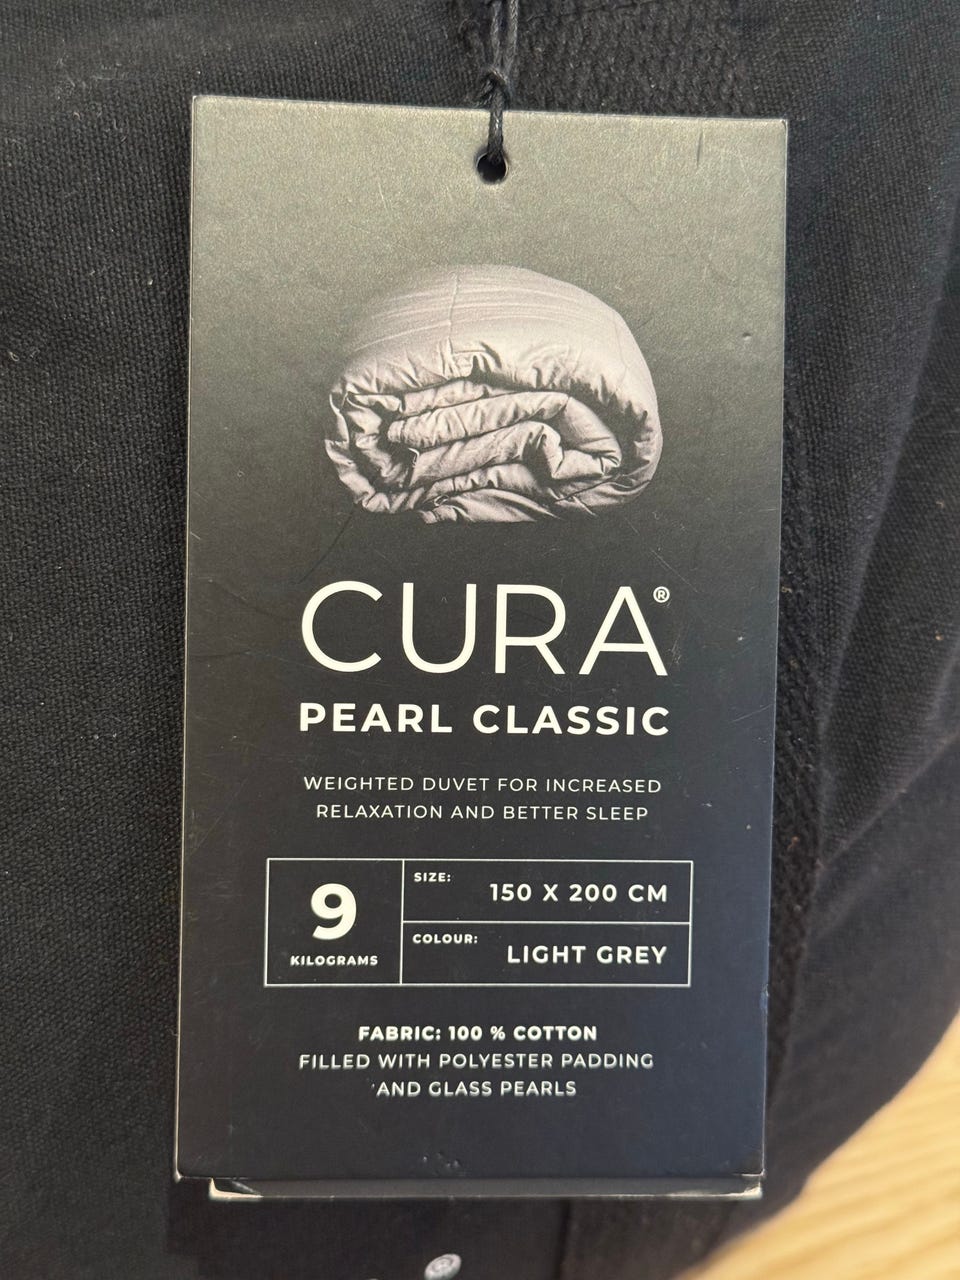 CURA®
PEARL CLASSIC
WEIGHTED DUVET FOR INCREASED
RELAXATION AND BETTER SLEEP
9
KILOGRAMS
SIZE:
150 X 200 CM
COLOUR:
LIGHT GREY
FABRIC: 100 % COTTON
FILLED WITH POLYESTER PADDING
AND GLASS PEARLS
®